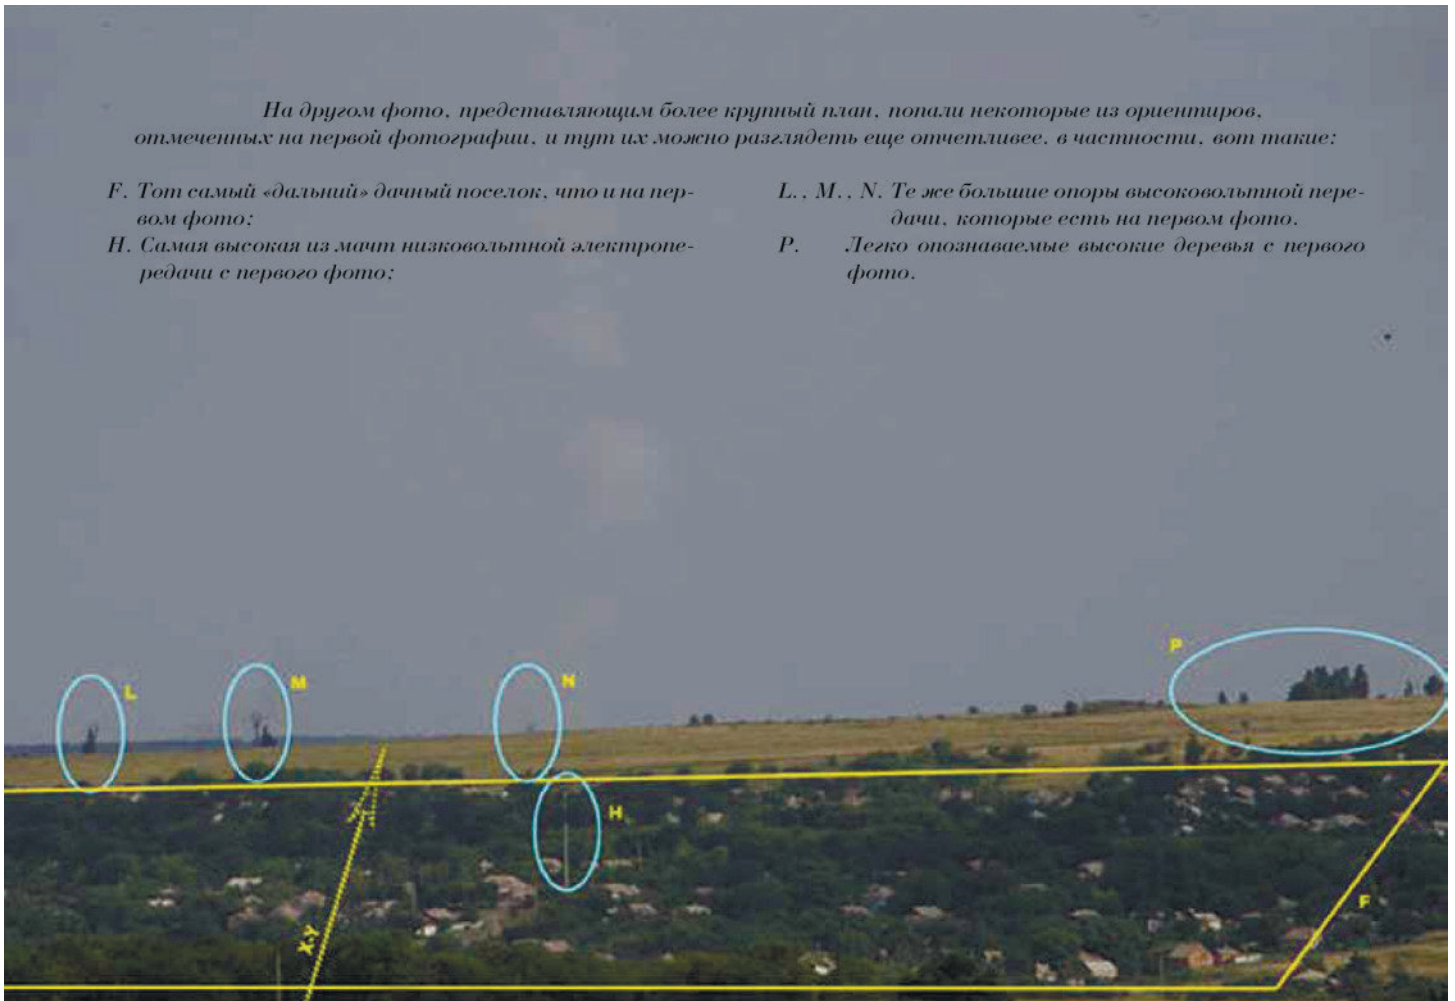 На другом фото, представляющим более крупный план, попали некоторые из ориентиров,
отмеченных на первой фотографии, и тут их можно разглядеть еще отчетливее, в частности, вот такие:
F. Тот самый «дальний» дачный поселок, что и на пер-
вом фото;
H. Самая высокая из мачт низковольтной электропе-
редачи с первого фото;
L., M., N. Те же большие опоры высоковольтной пере-
дачи, которые есть на первом фото.
P. Легко опознаваемые высокие деревья с первого
фото.
P
L
M
N
H
F
X.Y